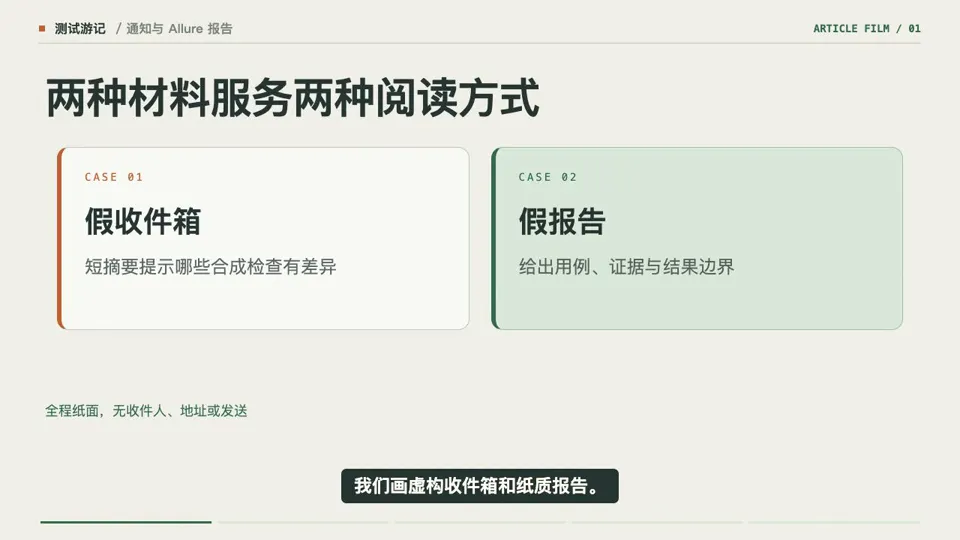 测试游记 / 通知与 Allure 报告
ARTICLE FILM / 01
两种材料服务两种阅读方式
CASE 01
假收件箱
短摘要提示哪些合成检查有差异
CASE 02
假报告
给出用例、证据与结果边界
全程纸面，无收件人、地址或发送
我们画虚构收件箱和纸质报告。